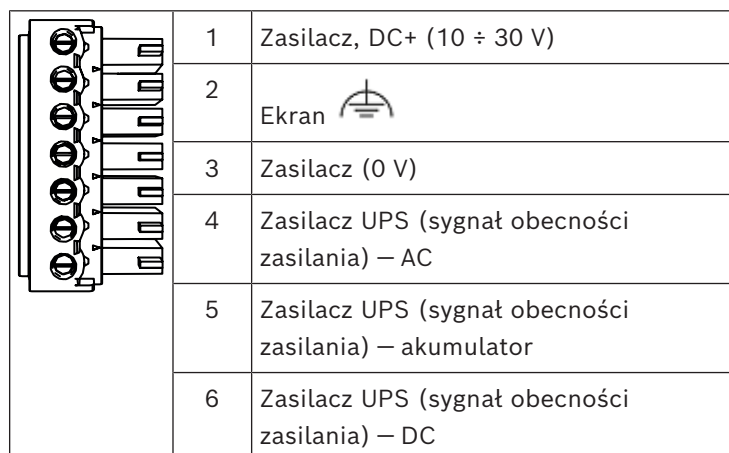 1 Zasilacz, DC+ (10 ÷ 30 V)
2 Ekran
3 Zasilacz (0 V)
4 Zasilacz UPS (sygnał obecności
zasilania) — AC
5 Zasilacz UPS (sygnał obecności
zasilania) — akumulator
6 Zasilacz UPS (sygnał obecności
zasilania) — DC